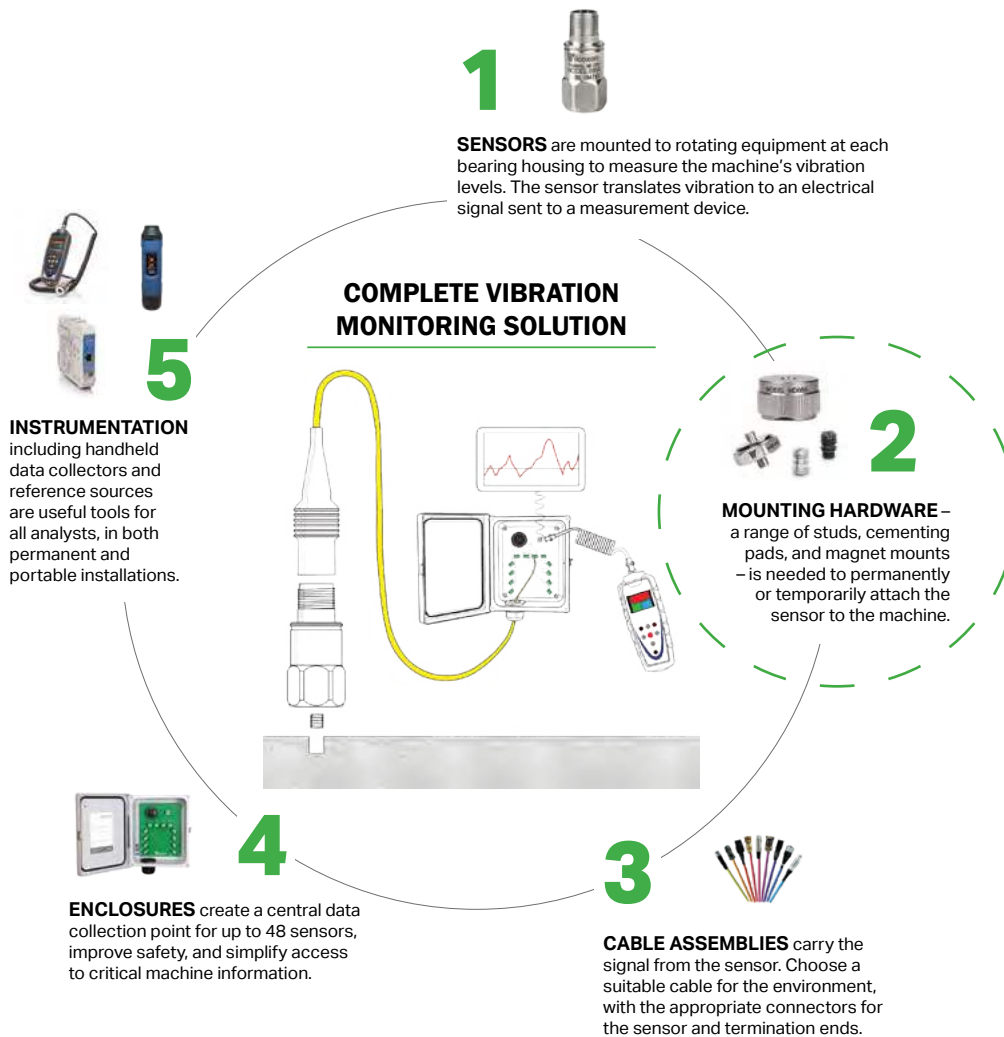 1
SENSORS are mounted to rotating equipment at each
bearing housing to measure the machine's vibration
levels. The sensor translates vibration to an electrical
signal sent to a measurement device.
COMPLETE VIBRATION
MONITORING SOLUTION
2
MOUNTING HARDWARE –
a range of studs, cementing
pads, and magnet mounts
– is needed to permanently
or temporarily attach the
sensor to the machine.
3
CABLE ASSEMBLIES carry the
signal from the sensor. Choose a
suitable cable for the environment,
with the appropriate connectors for
the sensor and termination ends.
4
ENCLOSURES create a central data
collection point for up to 48 sensors,
improve safety, and simplify access
to critical machine information.
5
INSTRUMENTATION
including handheld
data collectors and
reference sources
are useful tools for
all analysts, in both
permanent and
portable installations.